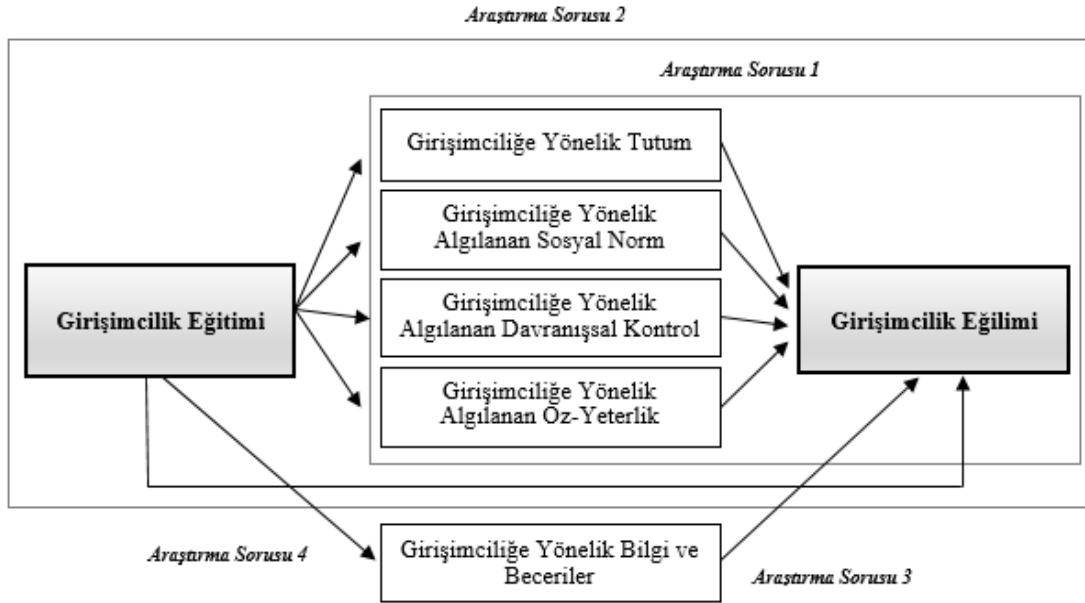 Araştırma Sorusu 2
Araştırma Sorusu 1
Girişimciliğe Yönelik Tutum
Girişimciliğe Yönelik
Algılanan Sosyal Norm
Girişimcilik Eğitimi
Girişimciliğe Yönelik
Algılanan Davranışsal Kontrol
Girişimcilik Eğilimi
Girişimciliğe Yönelik
Algılanan Öz-Yeterlik
Araştırma Sorusu 4
Girişimciliğe Yönelik Bilgi ve
Beceriler
Araştırma Sorusu 3